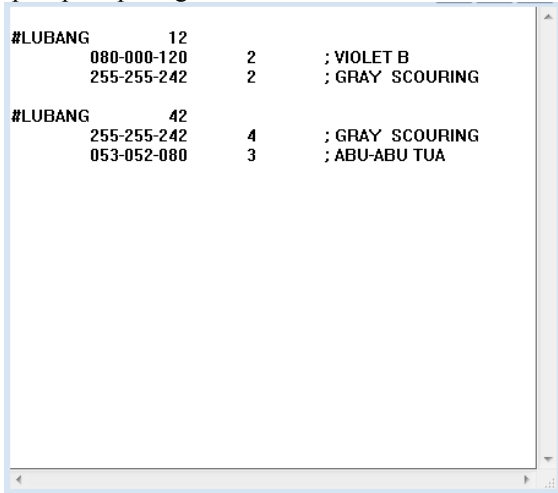 #LUBANG 12
080-000-120 2 ; VIOLET B
255-255-242 2 ; GRAY SCOURING
#LUBANG 42
255-255-242 4 ; GRAY SCOURING
053-052-080 3 ; ABU-ABU TUA